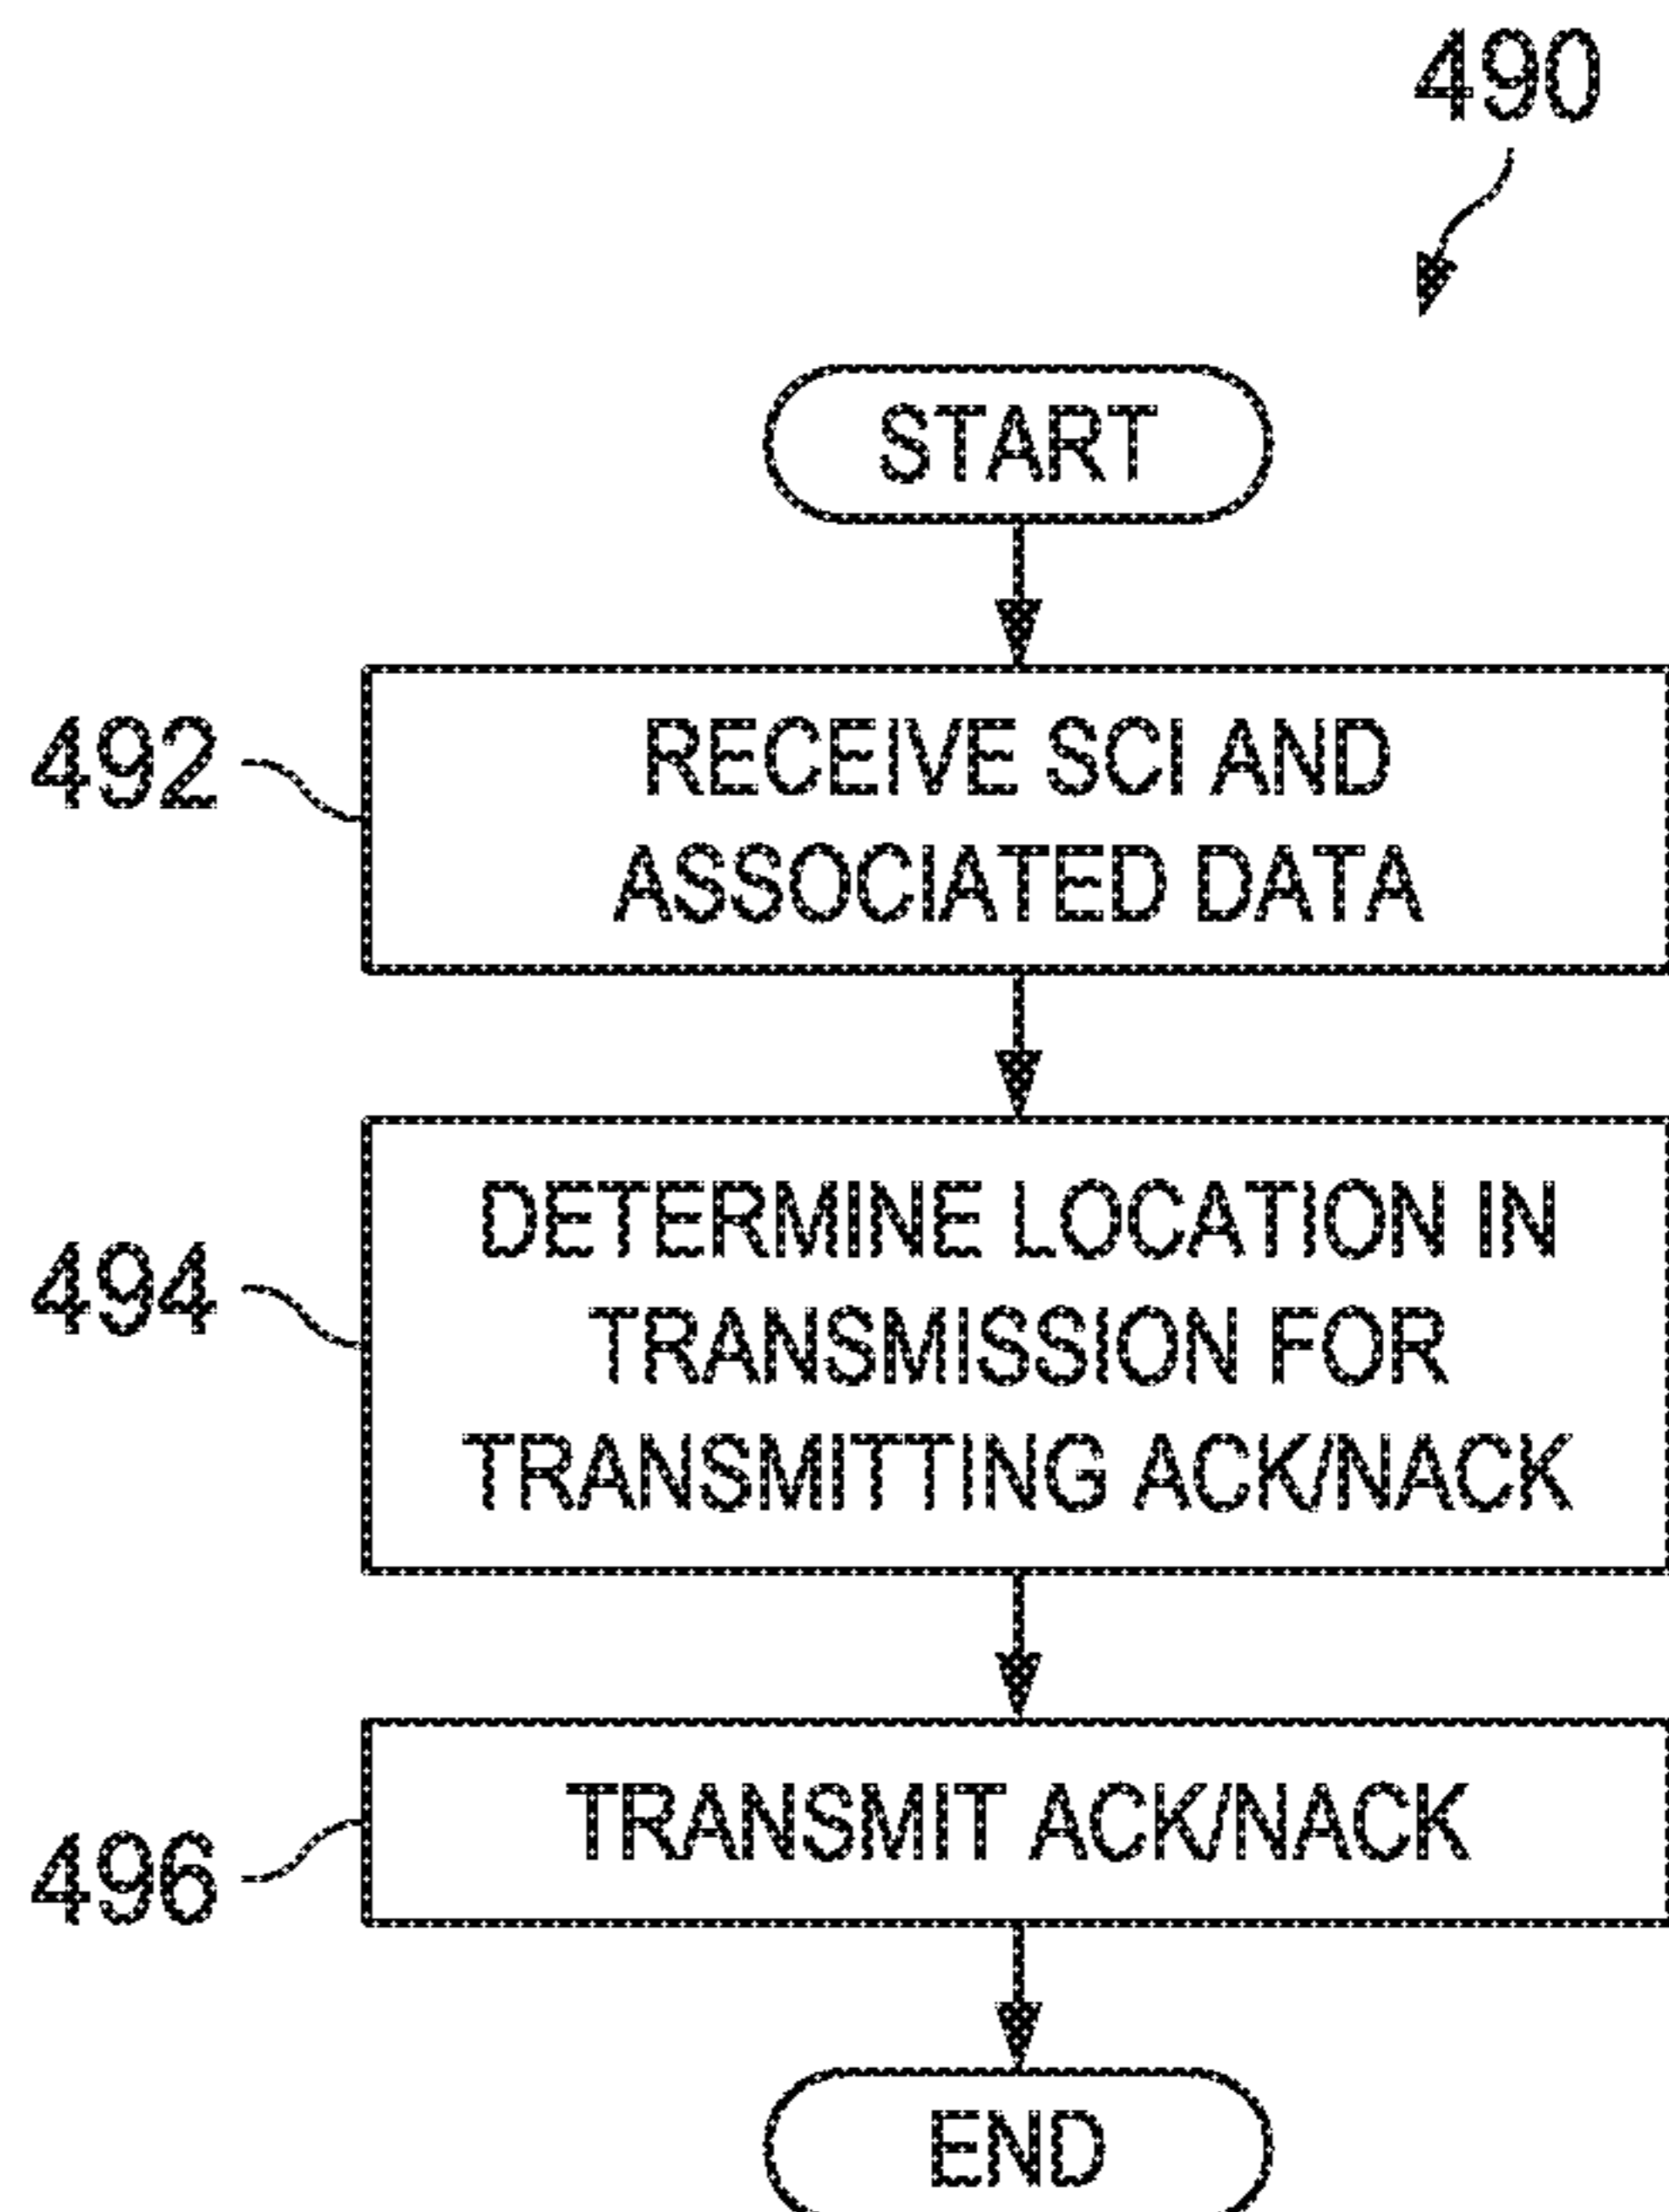 490
START
492
RECEIVE SCI AND
ASSOCIATED DATA
494
DETERMINE LOCATION IN
TRANSMISSION FOR
TRANSMITTING ACK/NACK
496
TRANSMIT ACK/NACK
END